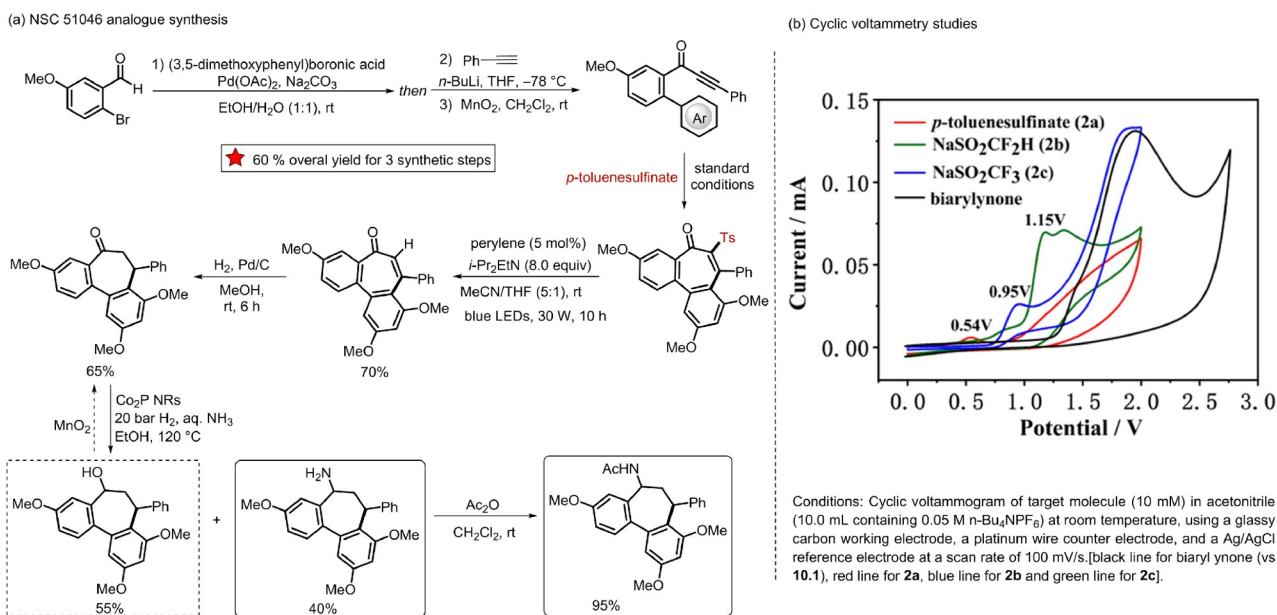 (a) NSC 51046 analogue synthesis
(b) Cyclic voltammetry studies
MeO
O
H
Br
1) (3,5-dimethoxyphenyl)boronic acid
Pd(OAc)2, Na2CO3
EtOH/H2O (1:1), rt
then
2) Ph
n-BuLi, THF, –78 °C
3) MnO2, CH2Cl2, rt
O
MeO
Ph
Ar
★ 60 % overal yield for 3 synthetic steps
p-toluenesulfinate
standard
conditions
O
Ts
MeO
Ph
OMe
MeO
perylene (5 mol%)
i-Pr2EtN (8.0 equiv)
MeCN/THF (5:1), rt
blue LEDs, 30 W, 10 h
O
H
MeO
Ph
OMe
MeO
70%
H2, Pd/C
MeOH,
rt, 6 h
O
MeO
Ph
OMe
MeO
65%
MnO2
Co2P NRs
20 bar H2, aq. NH3
EtOH, 120 °C
HO
MeO
Ph
OMe
MeO
55%
+
H2N
MeO
Ph
OMe
MeO
40%
Ac2O
CH2Cl2, rt
AcHN
MeO
Ph
OMe
MeO
95%
p-toluenesulfinate (2a)
NaSO2CF2H (2b)
NaSO2CF3 (2c)
biarylynone
1.15V
0.95V
0.54V
Current / mA
0.15
0.10
0.05
0.00
0.0 0.5 1.0 1.5 2.0 2.5 3.0
Potential / V
Conditions: Cyclic voltammogram of target molecule (10 mM) in acetonitrile
(10.0 mL containing 0.05 M n-Bu4NPF6) at room temperature, using a glassy
carbon working electrode, a platinum wire counter electrode, and a Ag/AgCl
reference electrode at a scan rate of 100 mV/s.[black line for biaryl ynone (vs
10.1), red line for 2a, blue line for 2b and green line for 2c].